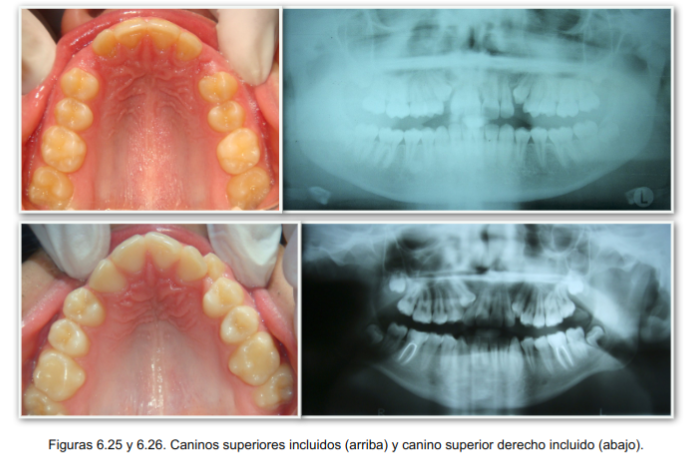 L
Figuras 6.25 y 6.26. Caninos superiores incluidos (arriba) y canino superior derecho incluido (abajo).